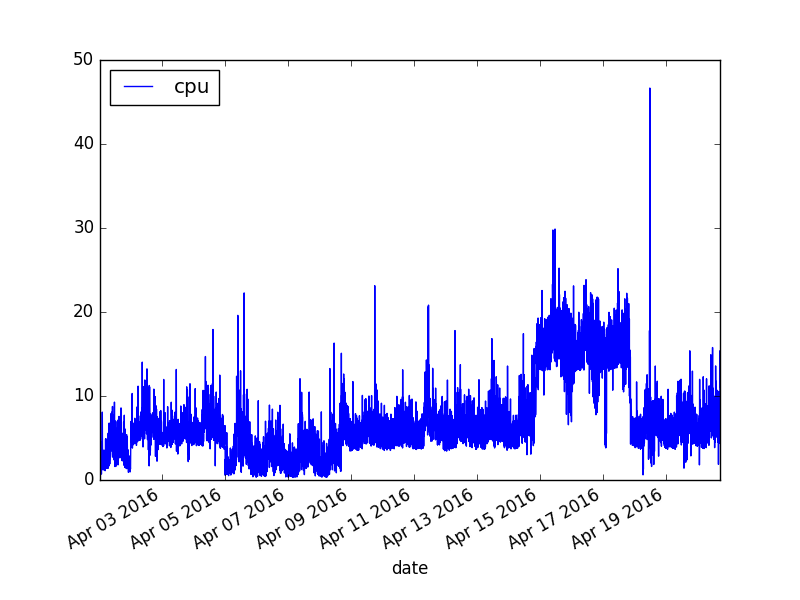 50
cpu
40
30
20
10
0
Apr 03 2016
Apr 05 2016
Apr 07 2016
Apr 09 2016
Apr 11 2016
Apr 13 2016
Apr 15 2016
Apr 17 2016
Apr 19 2016
date